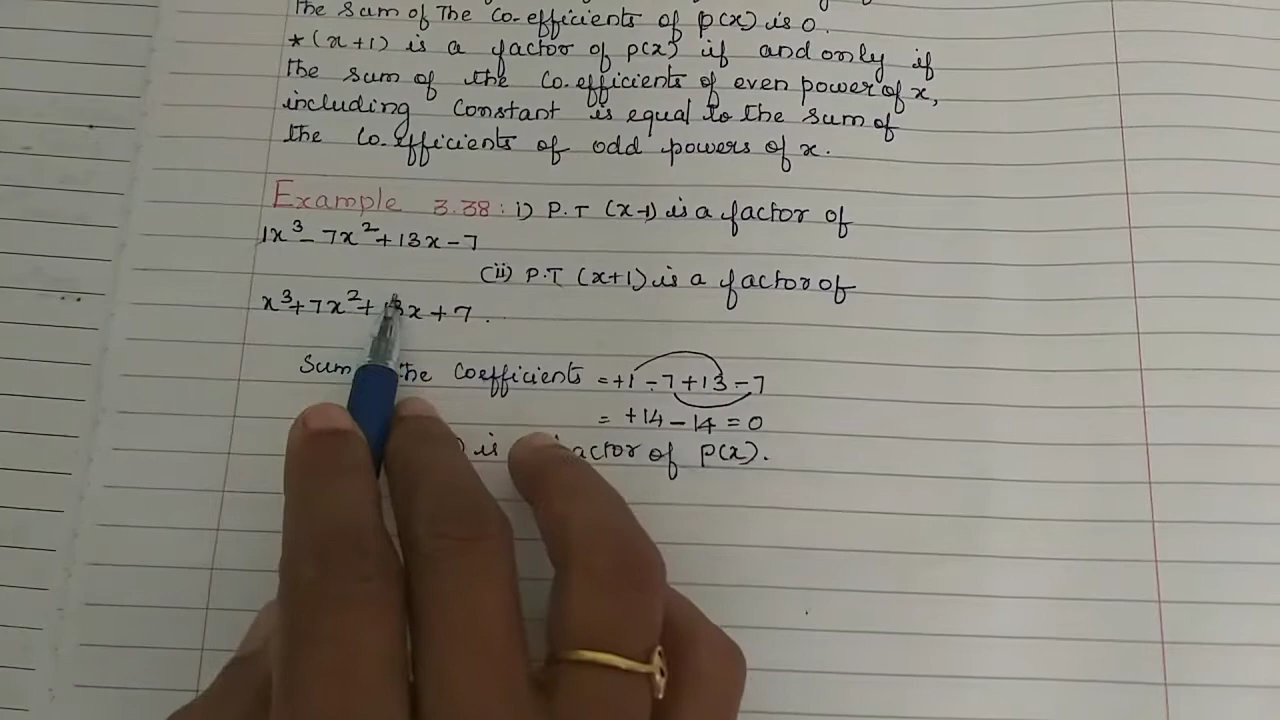 the sum of The co-efficients of p(x) is 0.
*(x+1) is a factor of p(x) if and only if
the sum of the co.efficients of even power of x,
including constant is equal to the sum of
the co.efficients of odd powers of x.
Example 3.38: i) P.T (x-1) is a factor of
1x³-7x²+13x-7
(ii) P.T (x+1) is a factor of
x³+7x²+13x+7.
Sum the coefficients = +1-7+13-7
= +14-14=0
is factor of p(x).